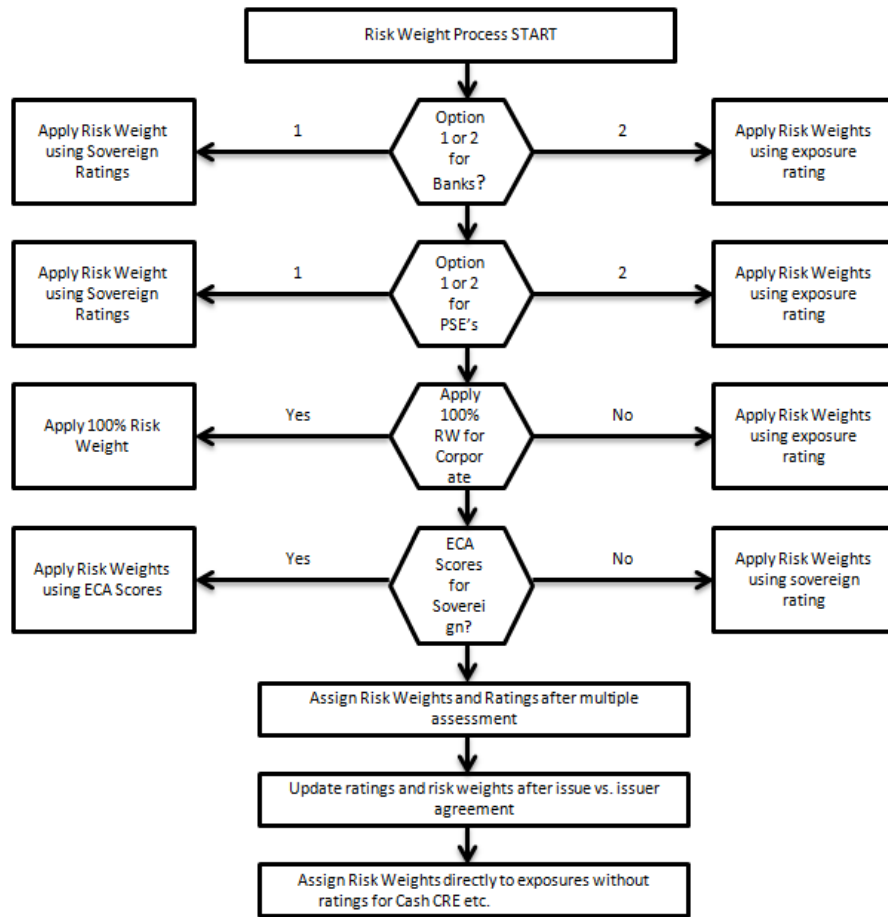 Risk Weight Process START
Apply Risk Weight
using Sovereign
Ratings
1
Option
1 or 2
for
Banks?
2
Apply Risk Weights
using exposure
rating
Apply Risk Weight
using Sovereign
Ratings
1
Option
1 or 2
for
PSE's
2
Apply Risk Weights
using exposure
rating
Apply 100% Risk
Weight
Yes
Apply
100%
RW for
Corpor
ate
No
Apply Risk Weights
using exposure
rating
Apply Risk Weights
using ECA Scores
Yes
ECA
Scores
for
Soverei
gn?
No
Apply Risk Weights
using sovereign
rating
Assign Risk Weights and Ratings after multiple
assessment
Update ratings and risk weights after issue vs. issuer
agreement
Assign Risk Weights directly to exposures without
ratings for Cash CRE etc.